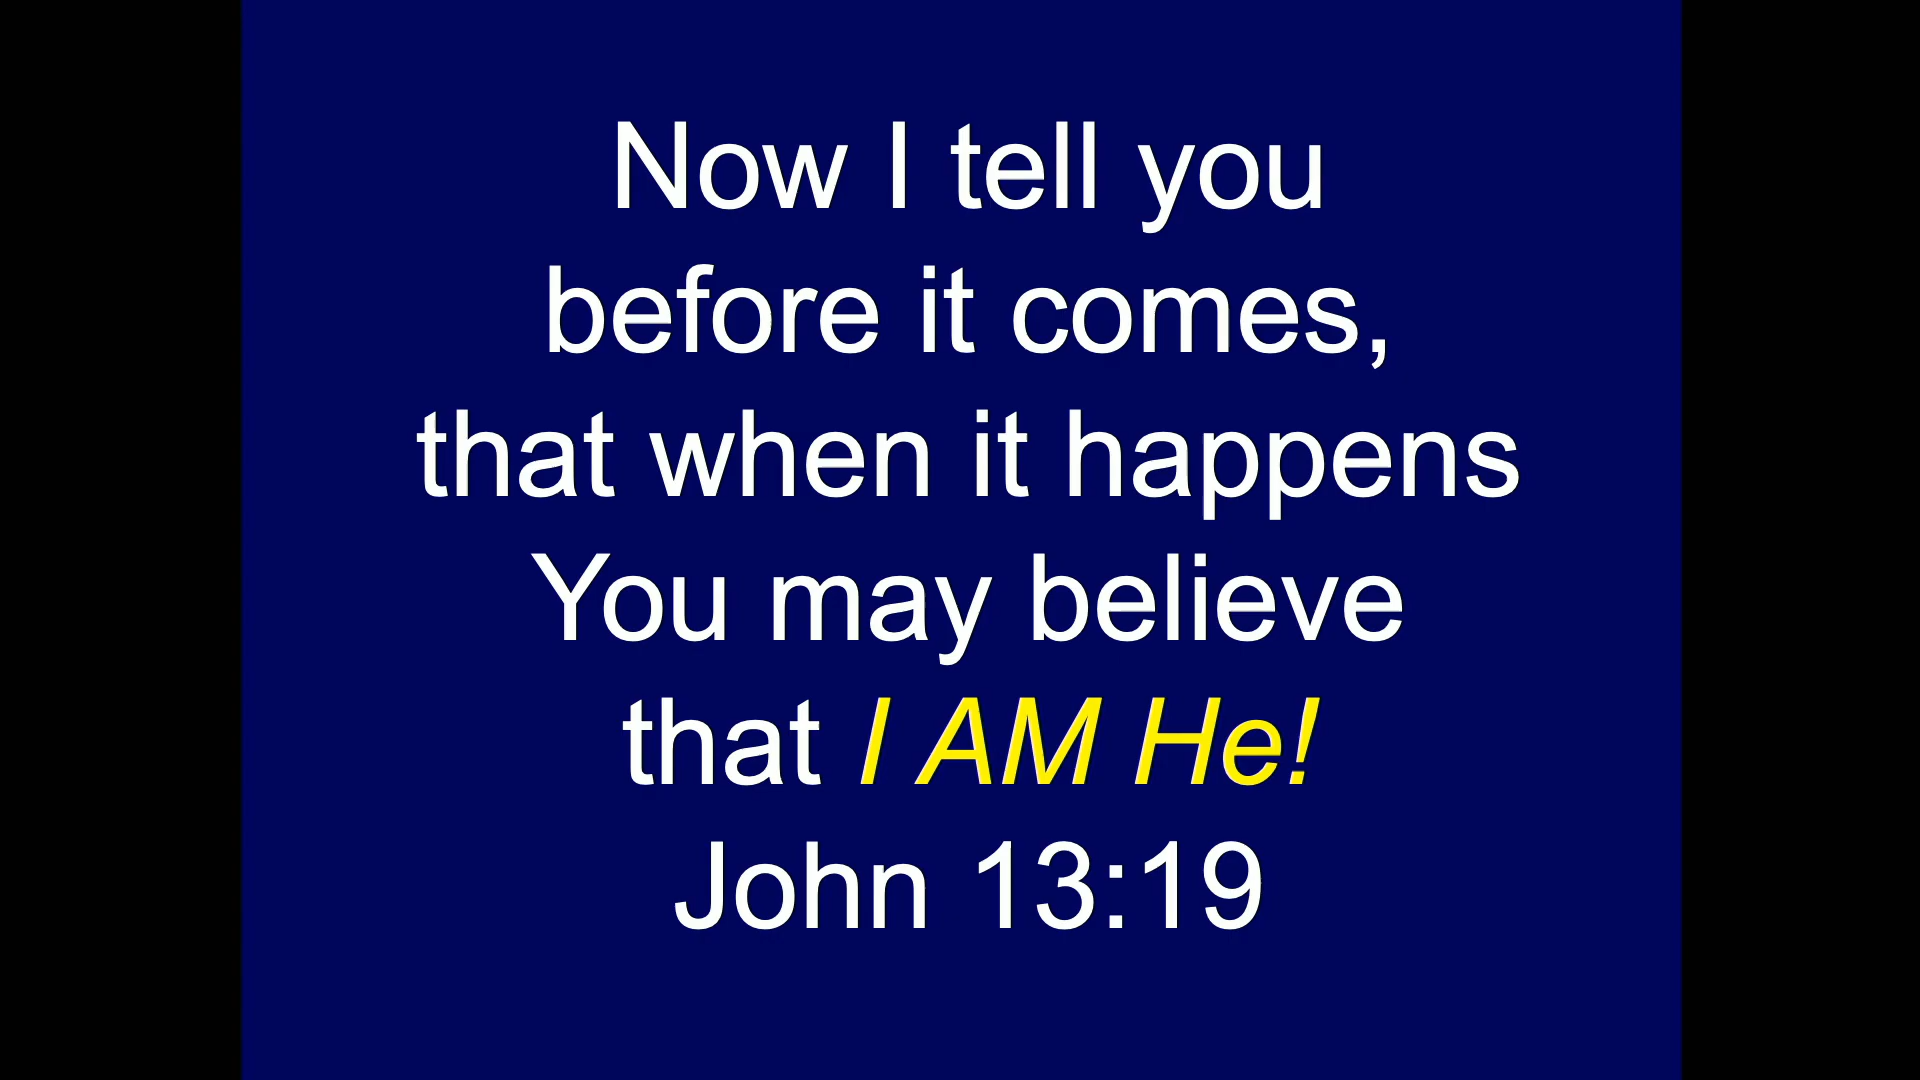 Now I tell you
before it comes,
that when it happens
You may believe
that I AM He!
John 13:19